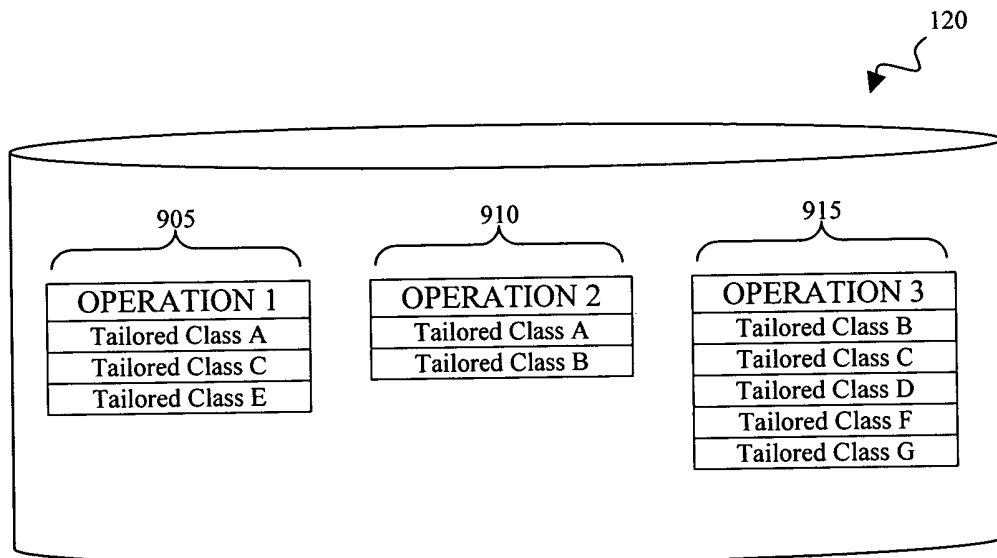 120
905
910
915
OPERATION 1
Tailored Class A
Tailored Class C
Tailored Class E
OPERATION 2
Tailored Class A
Tailored Class B
OPERATION 3
Tailored Class B
Tailored Class C
Tailored Class D
Tailored Class F
Tailored Class G